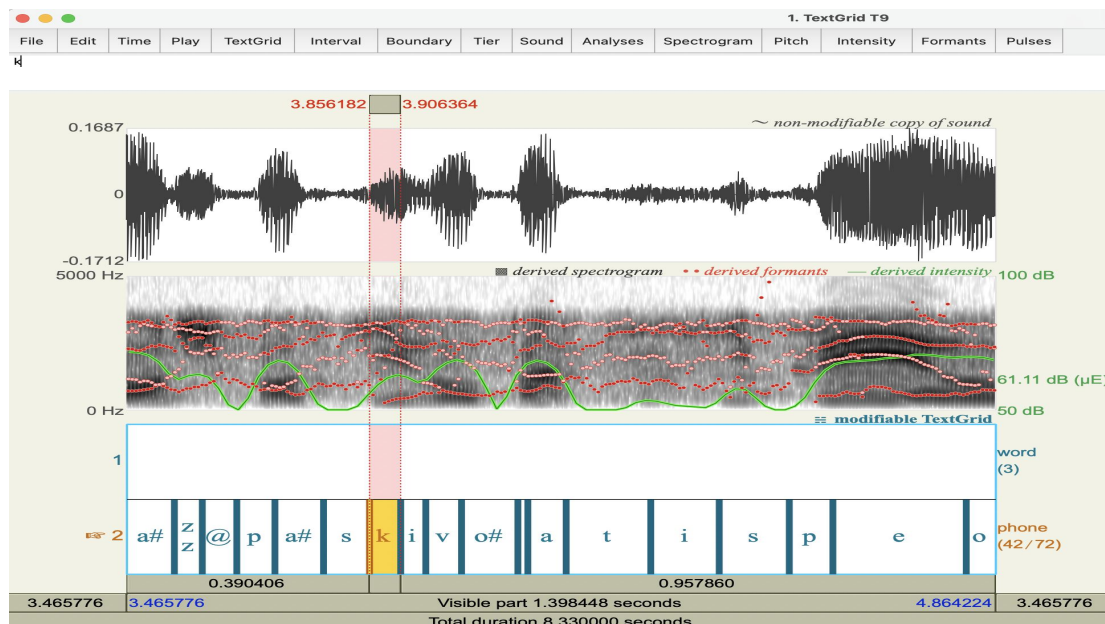 1. TextGrid T9
File Edit Time Play TextGrid Interval Boundary Tier Sound Analyses Spectrogram Pitch Intensity Formants Pulses
k
3.856182 3.906364
0.1687 ~ non-modifiable copy of sound
0
-0.1712
5000 Hz derived spectrogram derived formants derived intensity 100 dB
61.11 dB (µE)
0 Hz 50 dB
modifiable TextGrid
1 word
(3)
2 a# z z @ p a# s k i v o# a t i s p e o phone
(42/72)
0.390406 0.957860
3.465776 3.465776 Visible part 1.398448 seconds 4.864224 3.465776
Total duration 8.330000 seconds